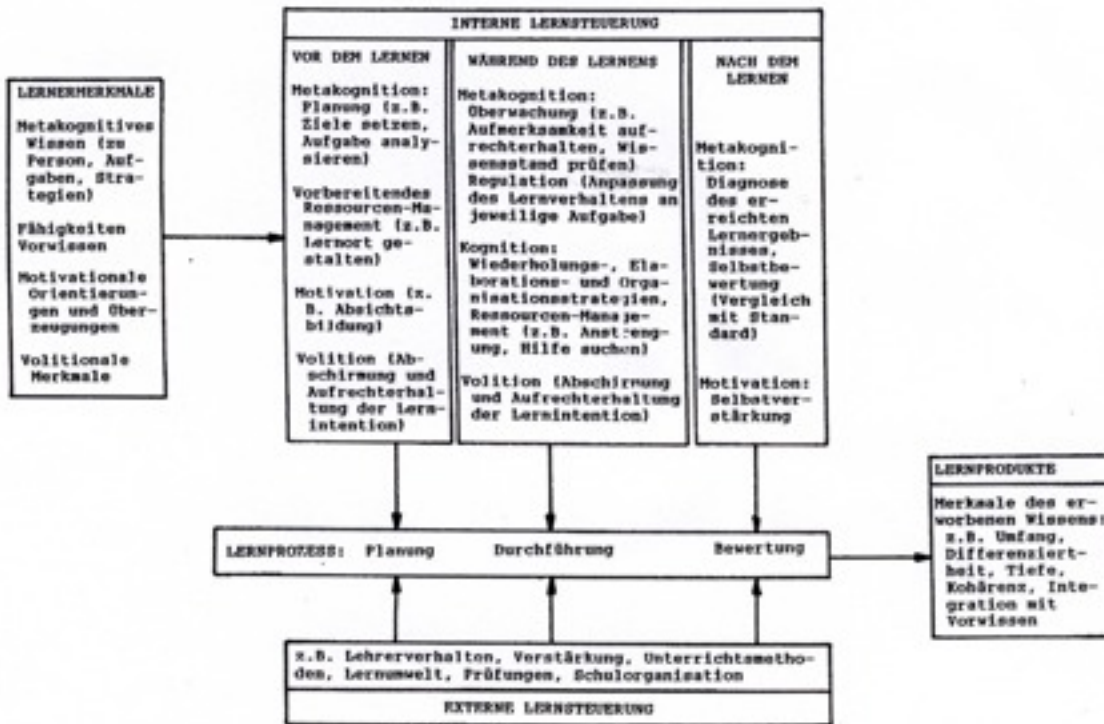 INTERNE LERNSTEUERUNG
LERNERMERKMALE
Metakognitives
Wissen (zu
Person, Auf-
gaben, Stra-
tegien)
Fähigkeiten
Vorwissen
Motivationale
Orientierun-
gen und Über-
zeugungen
Volitionale
Merkmale
VOR DEM LERNEN
Metakognition:
Planung (z.B.
Ziele setzen,
Aufgabe analy-
sieren)
Vorbereitendes
Ressourcen-Ma-
nagement (z.B.
Lernort ge-
stalten)
Motivation (z.
B. Absichts-
bildung)
Volition (Ab-
schirmung und
Aufrechterhal-
tung der Lern-
intention)
WÄHREND DES LERNENS
Metakognition:
Überwachung (z.B.
Aufmerksamkeit auf-
rechterhalten, Wis-
sensstand prüfen)
Regulation (Anpassung
des Lernverhaltens an
jeweilige Aufgabe)
Kognition:
Wiederholungs-, Ela-
borations- und Orga-
nisationsstrategien,
Ressourcen-Manage-
ment (z.B. Anstreng-
ung, Hilfe suchen)
Volition (Abschirmung
und Aufrechterhaltung
der Lernintention)
NACH DEM
LERNEN
Metakogni-
tion:
Diagnose
des er-
reichten
Lernergeb-
nisses,
Selbstbe-
wertung
(Vergleich
mit Stan-
dard)
Motivation:
Selbstver-
stärkung
LERNPROZESS: Planung Durchführung Bewertung
LERNPRODUKTE
Merkmale des er-
worbenen Wissens:
z.B. Umfang,
Differenziert-
heit, Tiefe,
Kohärenz, Inte-
gration mit
Vorwissen
z.B. Lehrerverhalten, Verstärkung, Unterrichtsmetho-
den, Lernumwelt, Prüfungen, Schulorganisation
EXTERNE LERNSTEUERUNG